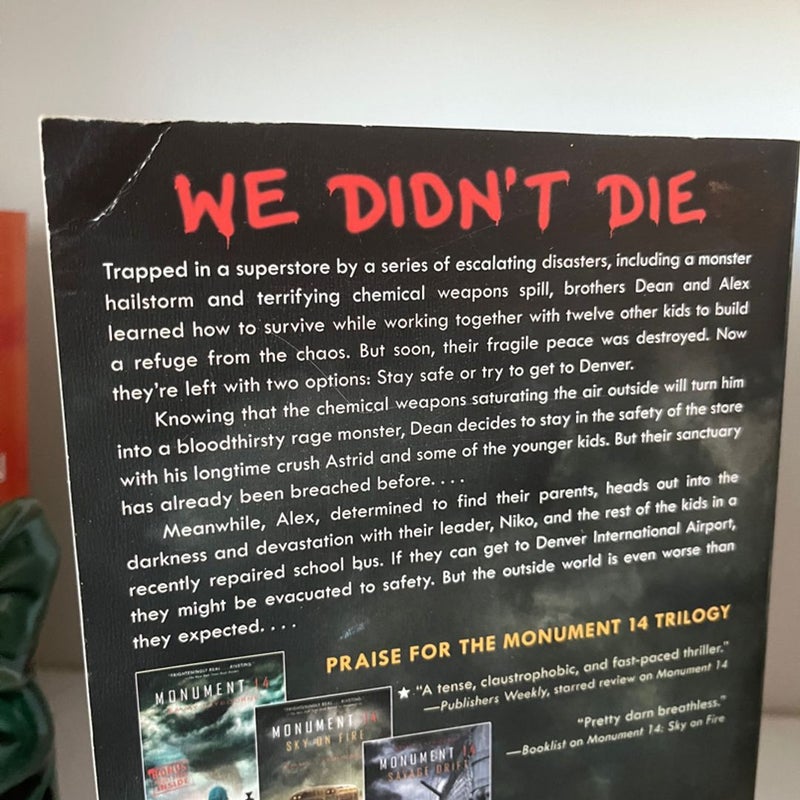 WE DIDN'T DIE
Trapped in a superstore by a series of escalating disasters, including a monster
hailstorm and terrifying chemical weapons spill, brothers Dean and Alex
learned how to survive while working together with twelve other kids to build
a refuge from the chaos. But soon, their fragile peace was destroyed. Now
they're left with two options: Stay safe or try to get to Denver.
Knowing that the chemical weapons saturating the air outside will turn him
into a bloodthirsty rage monster, Dean decides to stay in the safety of the store
with his longtime crush Astrid and some of the younger kids. But their sanctuary
has already been breached before. . . .
Meanwhile, Alex, determined to find their parents, heads out into the
darkness and devastation with their leader, Niko, and the rest of the kids in a
recently repaired school bus. If they can get to Denver International Airport,
they might be evacuated to safety. But the outside world is even worse than
they expected. . . .
PRAISE FOR THE MONUMENT 14 TRILOGY
★ "A tense, claustrophobic, and fast-paced thriller."
—Publishers Weekly, starred review on Monument 14
"Pretty darn breathless."
—Booklist on Monument 14: Sky on Fire
MONUMENT 14
BONUS
INSIDE
MONUMENT 14
SKY ON FIRE
MONUMENT 14
SAVAGE DRIFT